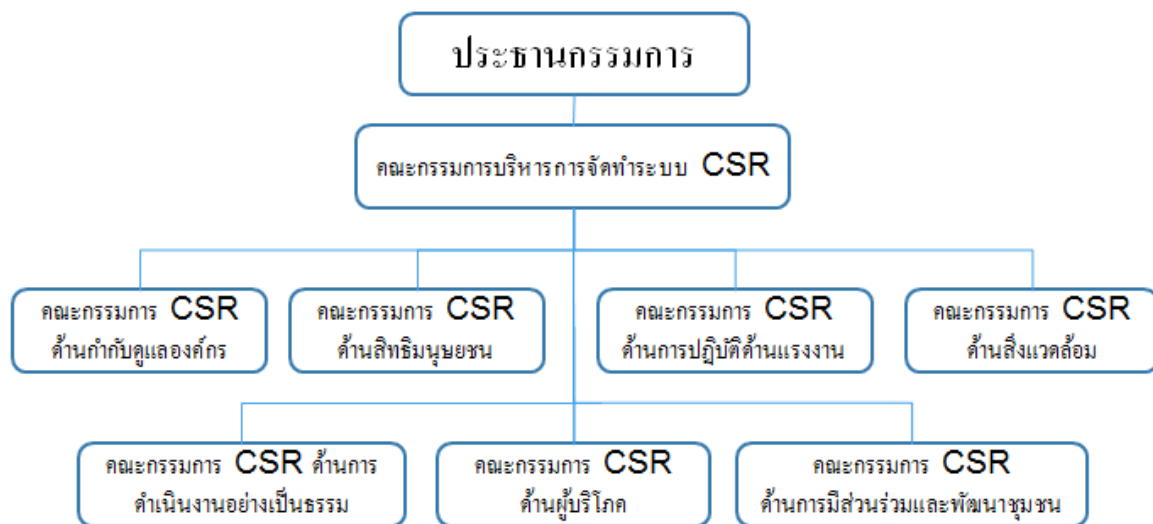 ประธานกรรมการ
คณะกรรมการบริหารการจัดทำระบบ CSR
คณะกรรมการ CSR
ด้านกำกับดูแลองค์กร
คณะกรรมการ CSR
ด้านสิทธิมนุษยชน
คณะกรรมการ CSR
ด้านการปฏิบัติด้านแรงงาน
คณะกรรมการ CSR
ด้านสิ่งแวดล้อม
คณะกรรมการ CSR ด้านการ
ดำเนินงานอย่างเป็นธรรม
คณะกรรมการ CSR
ด้านผู้บริโภค
คณะกรรมการ CSR
ด้านการมีส่วนร่วมและพัฒนาชุมชน